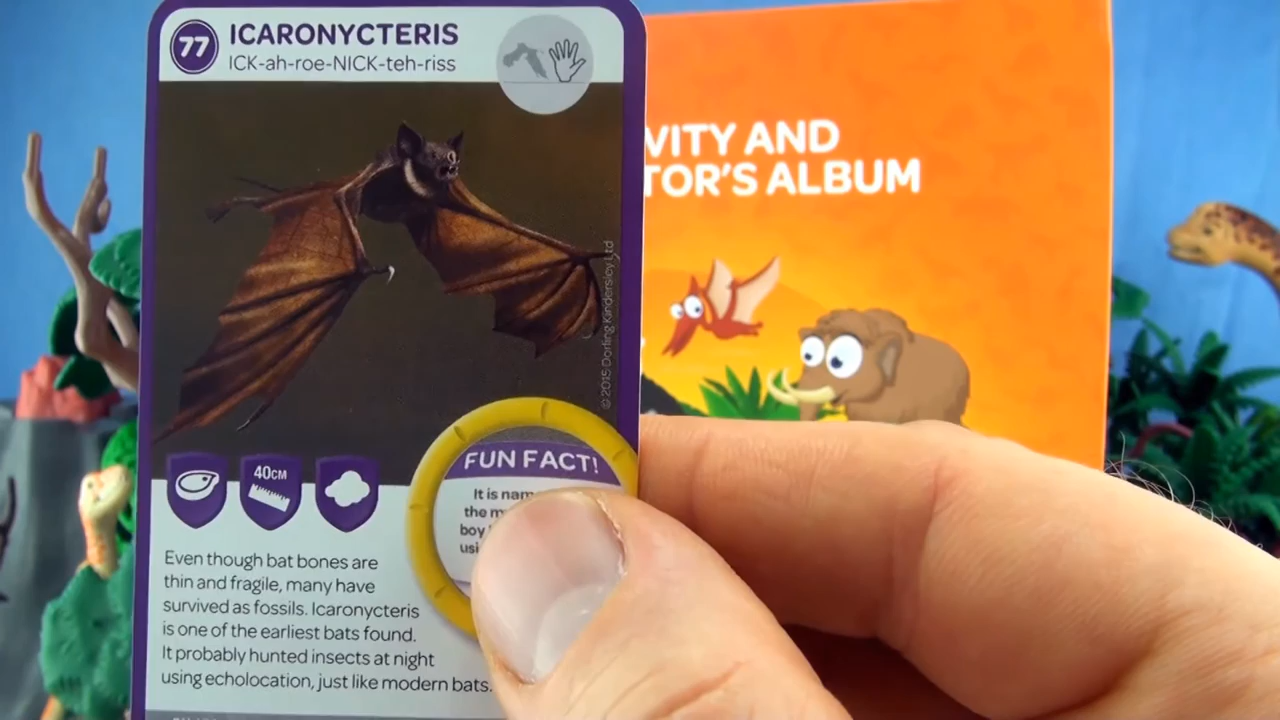 77
ICARONYCTERIS
ICK-ah-roe-NICK-teh-riss
VITY AND
TOR'S ALBUM
© 2015 Dorling Kindersley Ltd
40CM
FUN FACT!
It is nam
the m
boy
usi
Even though bat bones are
thin and fragile, many have
survived as fossils. Icaronycteris
is one of the earliest bats found.
It probably hunted insects at night
using echolocation, just like modern bats.